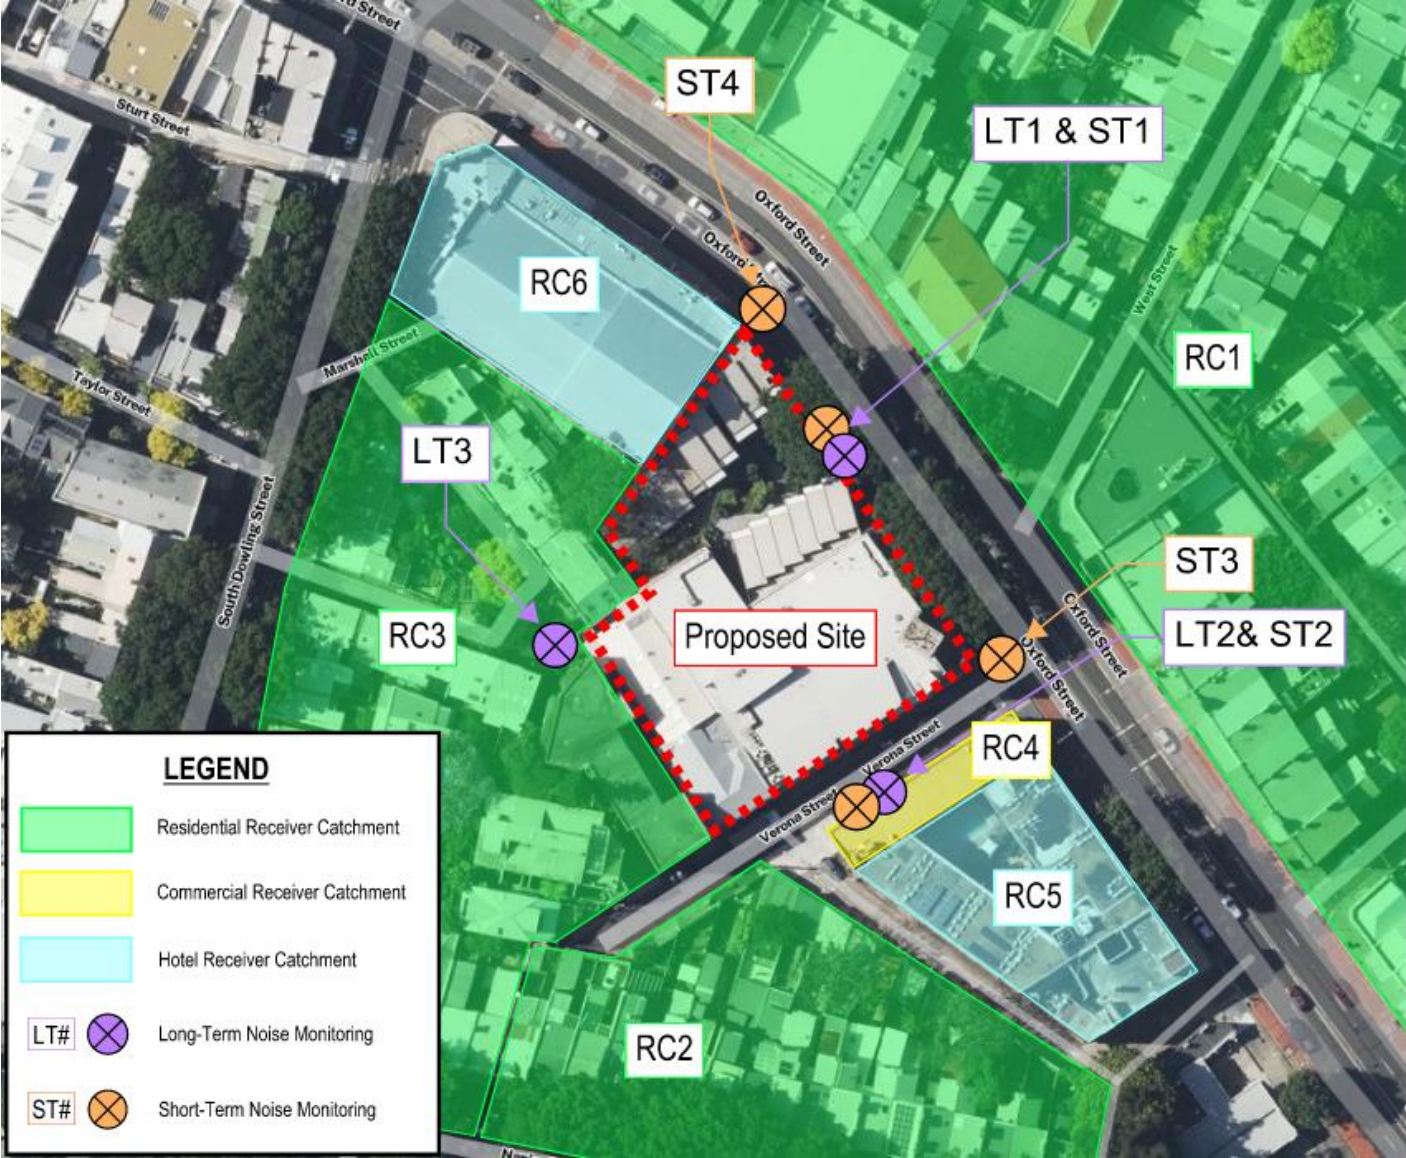 rd Street
ST4
LT1 & ST1
Sturt Street
Oxford Street
Oxford
RC6
West Street
RC1
Marshall Street
Taylor Street
LT3
South Dowling Street
ST3
Oxford Street
LT2& ST2
RC3
Proposed Site
Oxford Street
Verona Street
RC4
Verona Street
RC5
RC2
LEGEND
Residential Receiver Catchment
Commercial Receiver Catchment
Hotel Receiver Catchment
LT# Long-Term Noise Monitoring
ST# Short-Term Noise Monitoring